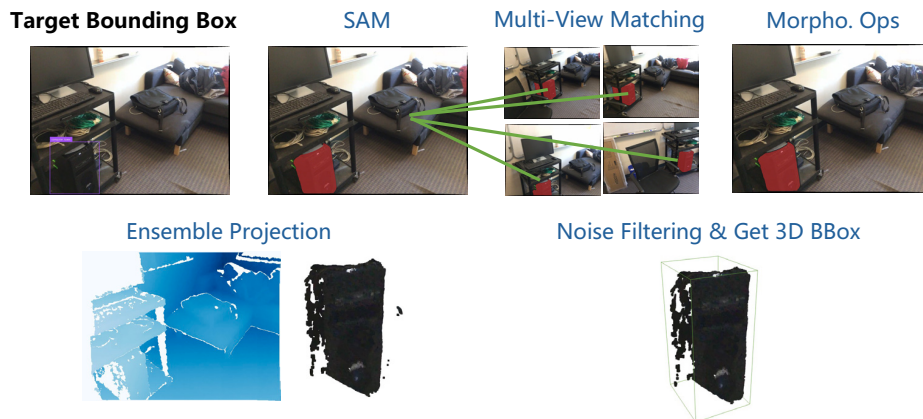 Target Bounding Box
SAM
Multi-View Matching
Morpho. Ops
Ensemble Projection
Noise Filtering & Get 3D BBox